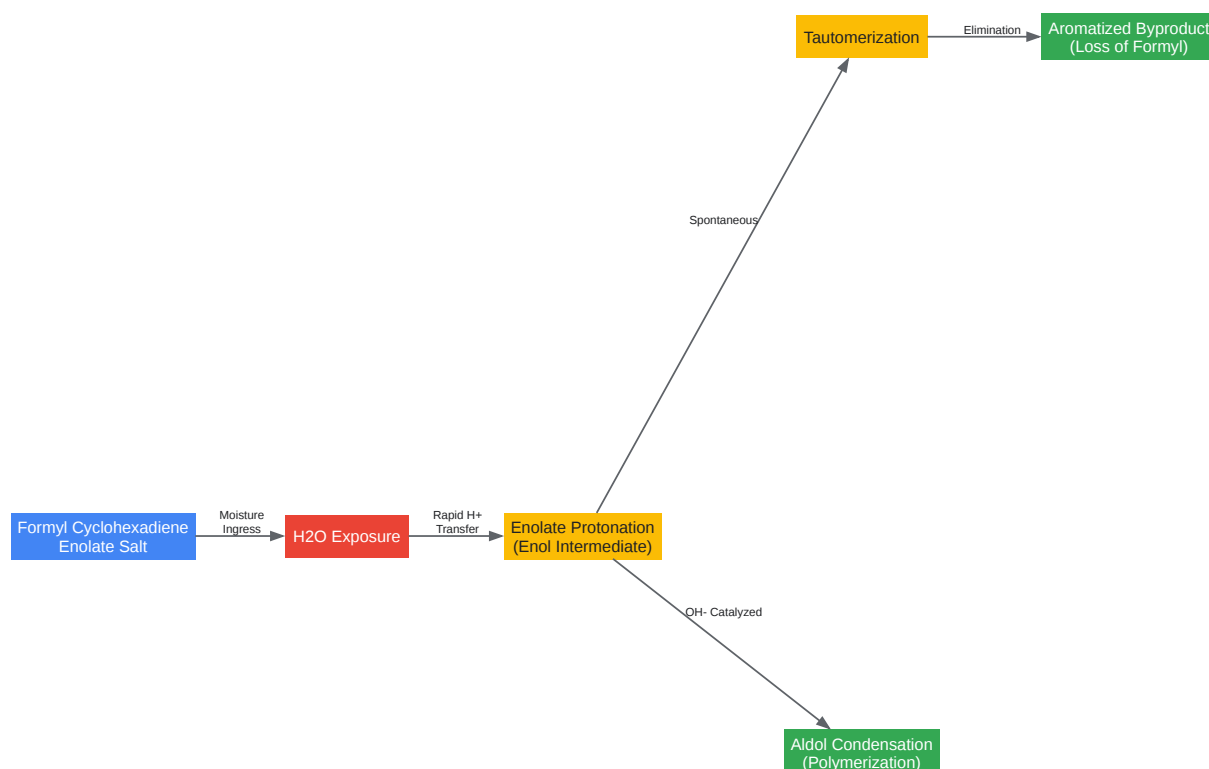 Tautomerization
Elimination
Aromatized Byproduct
(Loss of Formyl)
Spontaneous
Formyl Cyclohexadiene
Enolate Salt
Moisture
Ingress
H2O Exposure
Rapid H+
Transfer
Enolate Protonation
(Enol Intermediate)
OH- Catalyzed
Aldol Condensation
(Polymerization)